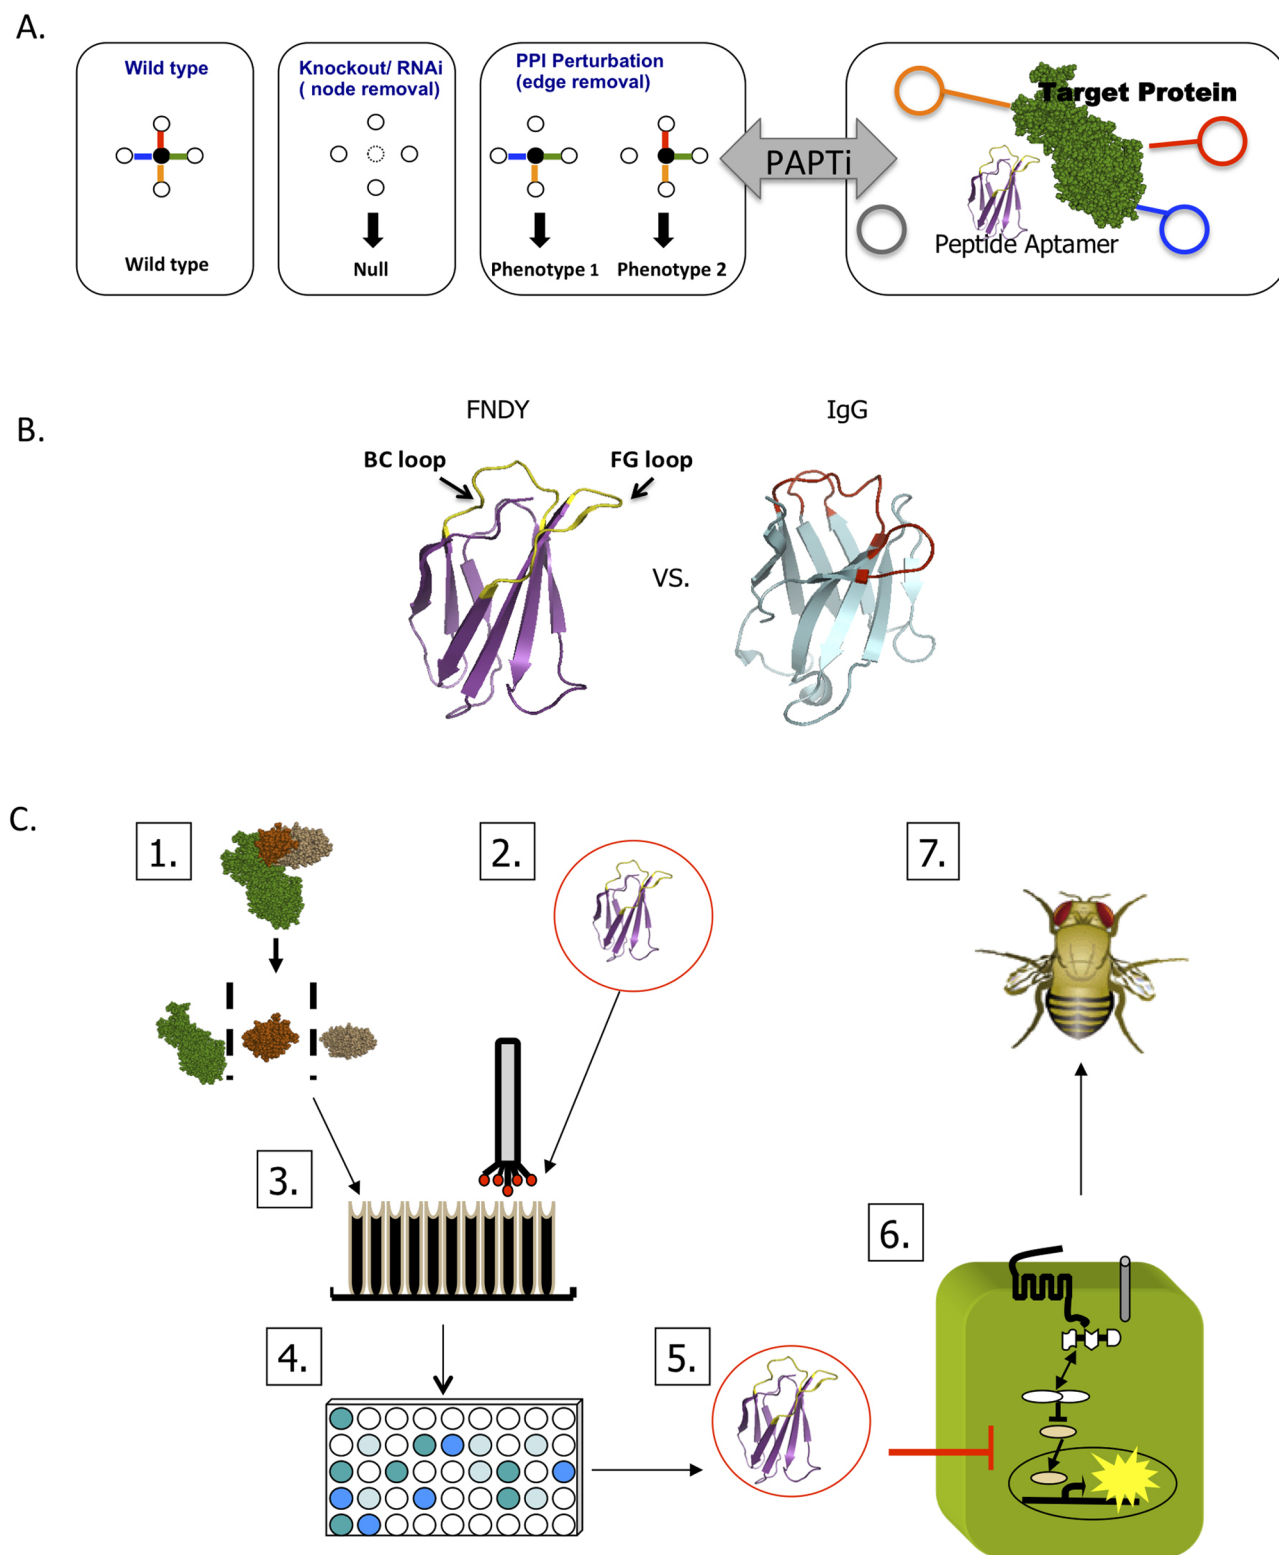 A.
Wild type
Wild type
Knockout/ RNAi
( node removal)
Null
PPI Perturbation
(edge removal)
Phenotype 1
Phenotype 2
PAPTi
Target Protein
Peptide Aptamer
B.
FNDY
IgG
BC loop
FG loop
VS.
C.
1.
2.
7.
3.
6.
4.
5.